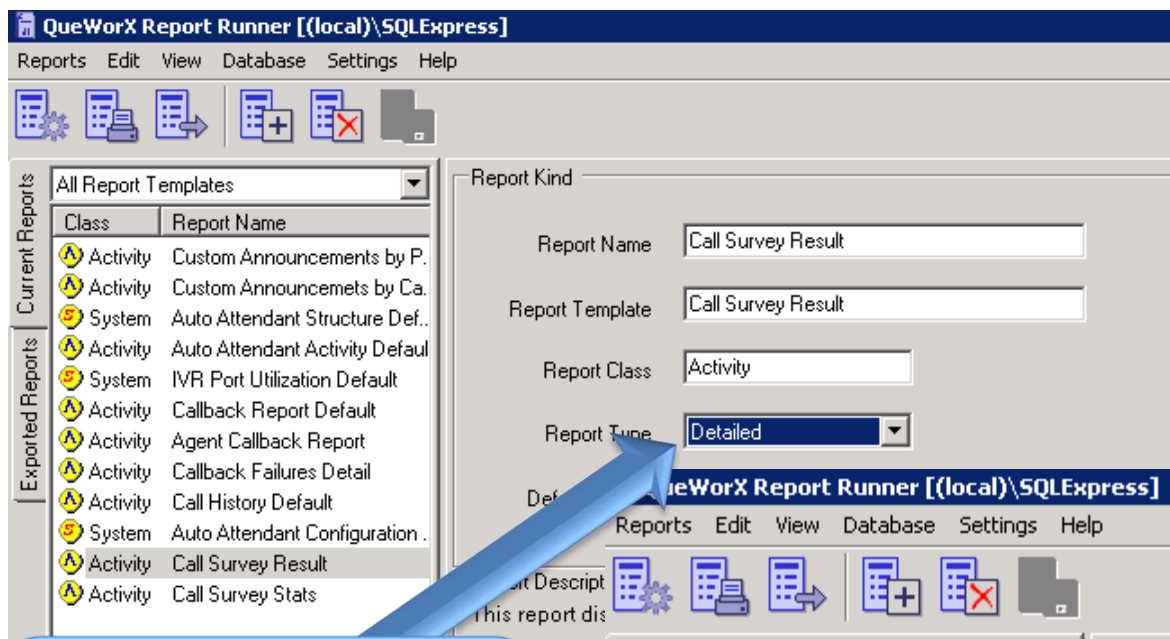 QueWorX Report Runner [(local)\SQLExpress]
Reports Edit View Database Settings Help
Current Reports
Exported Reports
All Report Templates
Class Report Name
Activity Custom Announcements by P.
Activity Custom Announcemets by Ca.
System Auto Attendant Structure Def..
Activity Auto Attendant Activity Defaul
System IVR Port Utilization Default
Activity Callback Report Default
Activity Agent Callback Report
Activity Callback Failures Detail
Activity Call History Default
System Auto Attendant Configuration .
Activity Call Survey Result
Activity Call Survey Stats
Report Kind
Report Name Call Survey Result
Report Template Call Survey Result
Report Class Activity
Report Type Detailed
Def
Descript
This report dis
eWorX Report Runner [(local)\SQLExpress]
Reports Edit View Database Settings Help